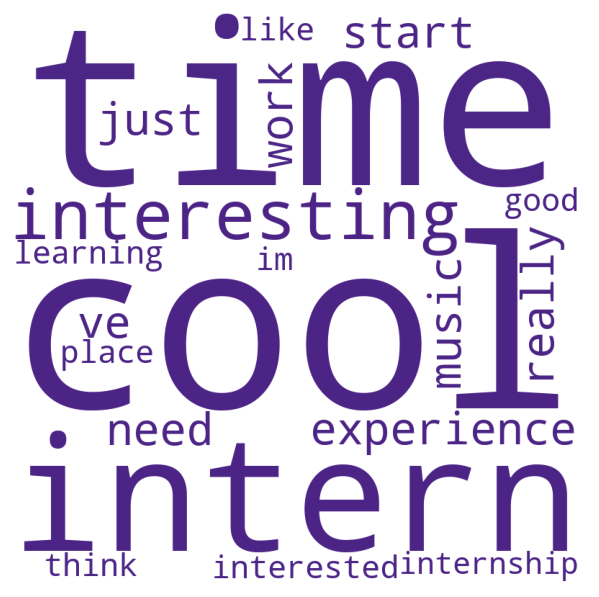 like start
time
just work
interesting good
learning im
cool
ve music really
place
need experience
intern
think interested internship